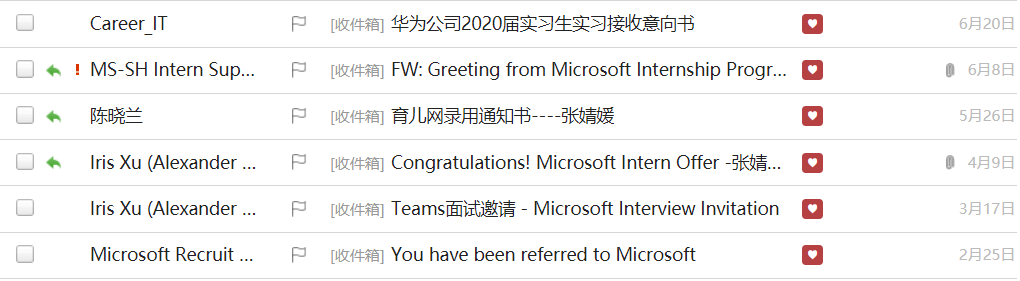 Career_IT [收件箱] 华为公司2020届实习生实习接收意向书 6月20日
! MS-SH Intern Sup... [收件箱] FW: Greeting from Microsoft Internship Progr... 6月8日
陈晓兰 [收件箱] 育儿网录用通知书----张婧媛 5月26日
Iris Xu (Alexander ... [收件箱] Congratulations! Microsoft Intern Offer -张婧... 4月9日
Iris Xu (Alexander ... [收件箱] Teams面试邀请 - Microsoft Interview Invitation 3月17日
Microsoft Recruit ... [收件箱] You have been referred to Microsoft 2月25日